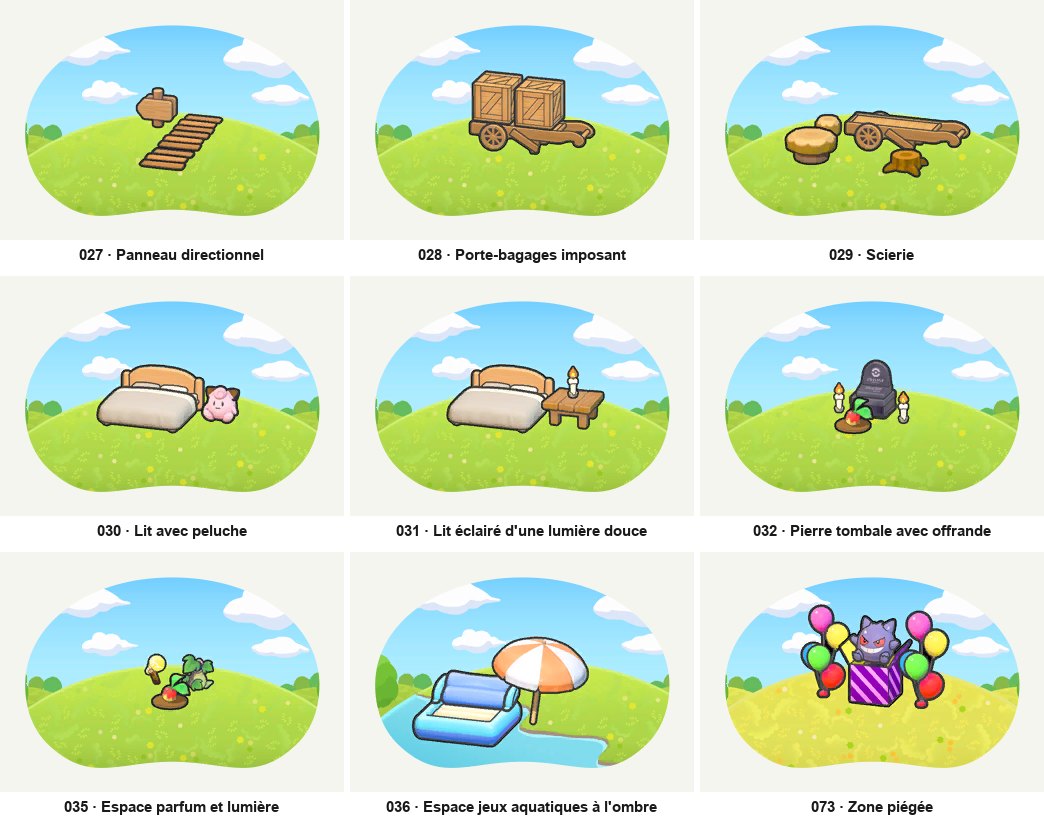 027 · Panneau directionnel
028 · Porte-bagages imposant
029 · Scierie
030 · Lit avec peluche
031 · Lit éclairé d'une lumière douce
032 · Pierre tombale avec offrande
035 · Espace parfum et lumière
036 · Espace jeux aquatiques à l'ombre
073 · Zone piégée